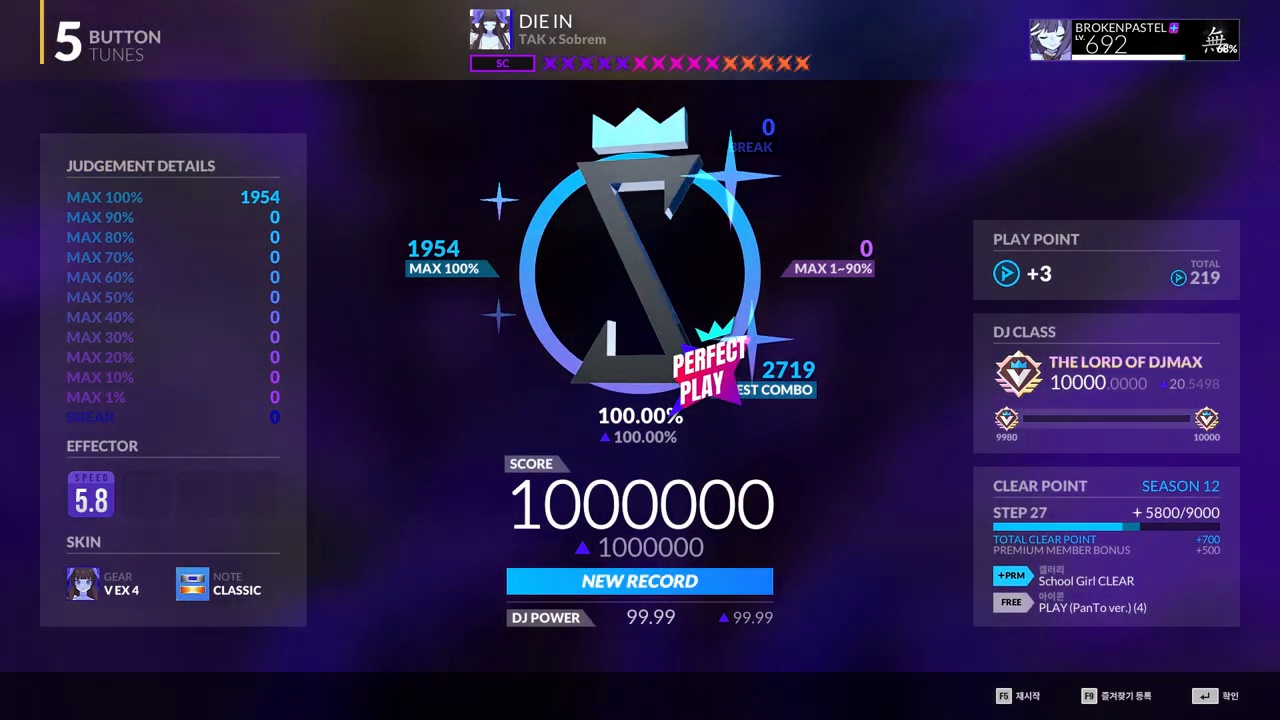 5 BUTTON
TUNES
DIE IN
TAK x Sobrem
SC
BROKENPASTEL
LV. 692
無
68%
JUDGEMENT DETAILS
MAX 100% 1954
MAX 90% 0
MAX 80% 0
MAX 70% 0
MAX 60% 0
MAX 50% 0
MAX 40% 0
MAX 30% 0
MAX 20% 0
MAX 10% 0
MAX 1% 0
BREAK 0
EFFECTOR
SPEED
5.8
SKIN
GEAR
V EX 4
NOTE
CLASSIC
0
BREAK
1954
MAX 100%
0
MAX 1~90%
S
PERFECT
PLAY
2719
EST COMBO
100.00%
▲ 100.00%
SCORE
1000000
▲ 1000000
NEW RECORD
DJ POWER 99.99 ▲ 99.99
PLAY POINT
+3
TOTAL
219
DJ CLASS
THE LORD OF DJMAX
10000.0000 ▲20.5498
9980 10000
CLEAR POINT SEASON 12
STEP 27 + 5800/9000
TOTAL CLEAR POINT +700
PREMIUM MEMBER BONUS +500
+PRM 갤러리
School Girl CLEAR
FREE 아이콘
PLAY (PanTo ver.) (4)
F5 재시작 F9 즐겨찾기 등록 확인